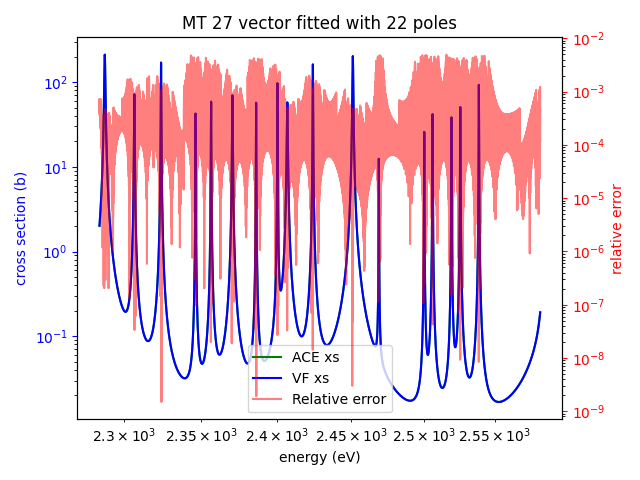 MT 27 vector fitted with 22 poles
cross section (b)
10²
10¹
10⁰
10⁻¹
10⁻²
10⁻³
10⁻⁴
10⁻⁵
10⁻⁶
10⁻⁷
10⁻⁸
10⁻⁹
relative error
ACE xs
VF xs
Relative error
2.3 × 10³ 2.35 × 10³ 2.4 × 10³ 2.45 × 10³ 2.5 × 10³ 2.55 × 10³
energy (eV)